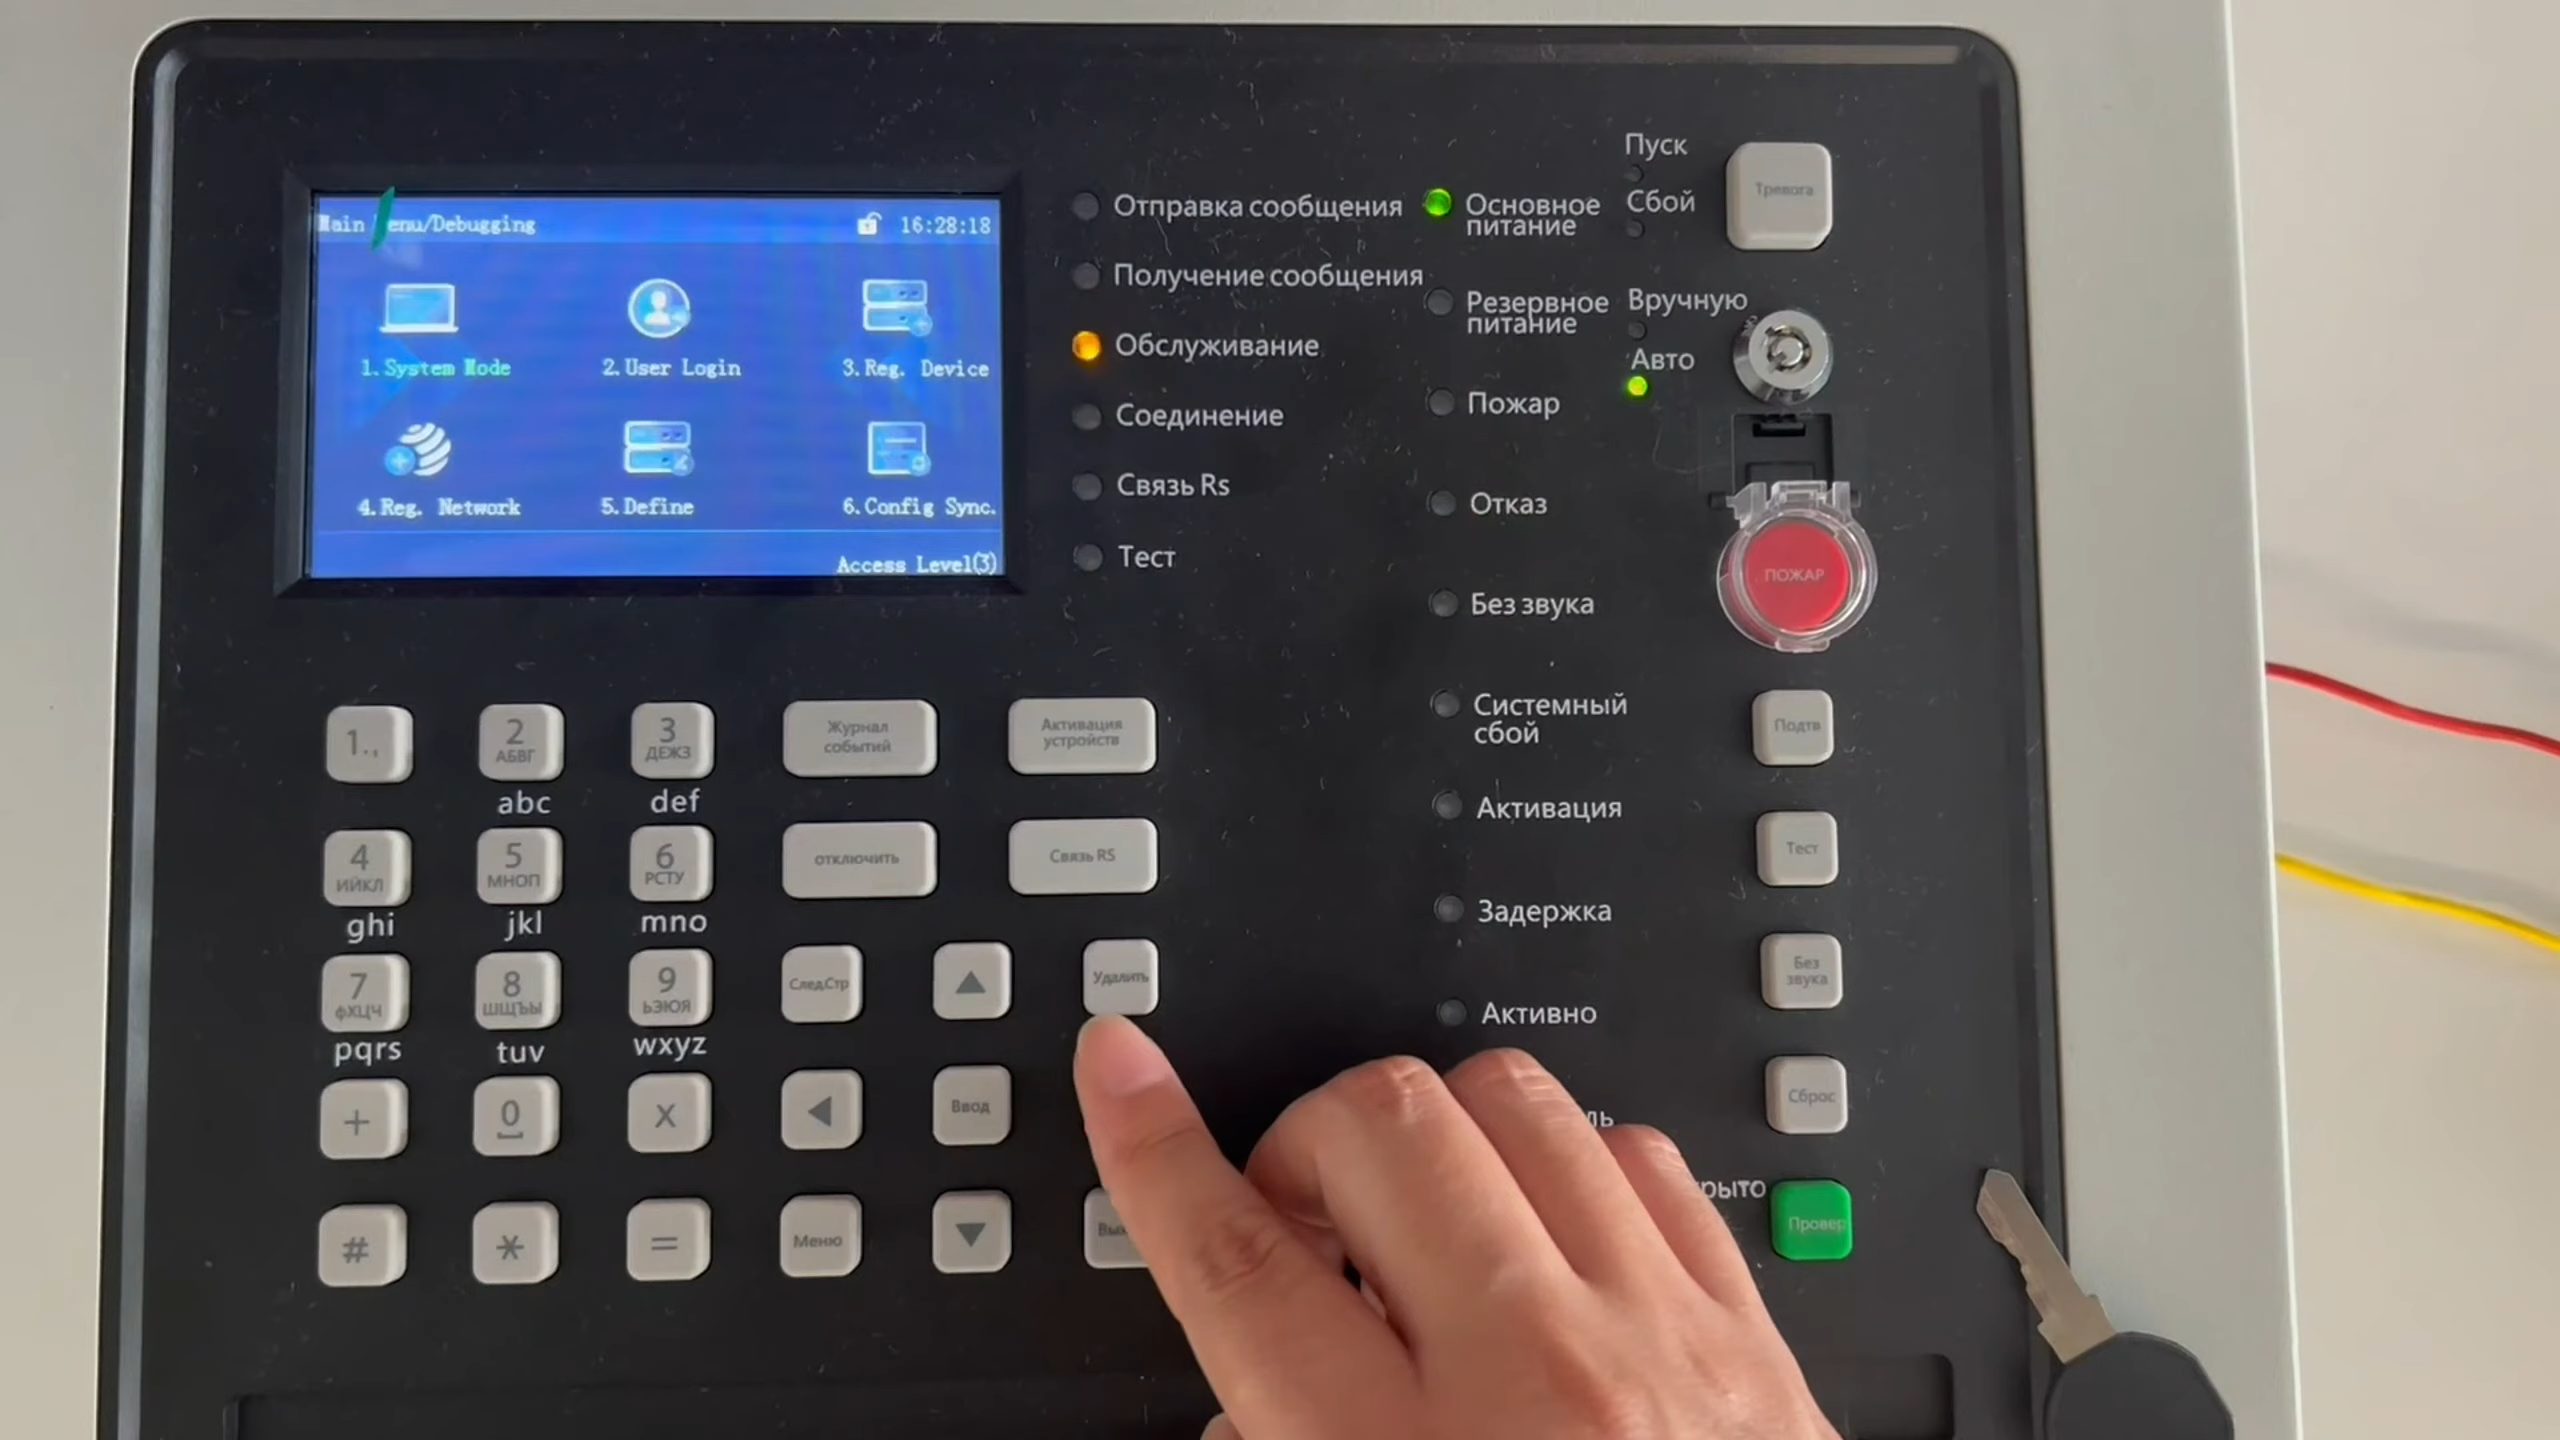 Main Menu/Debugging
16:28:18
1.System Mode
2.User Login
3.Reg. Device
4.Reg. Network
5.Define
6.Config Sync.
Access Level(3)
Отправка сообщения
Получение сообщения
Обслуживание
Соединение
Связь Rs
Тест
Основное
питание
Резервное
питание
Пожар
Отказ
Без звука
Системный
сбой
Активация
Задержка
Активно
Пуск
Сбой
Вручную
Авто
Тревога
ПОЖАР
Подтв
Тест
Без
звука
Сброс
Провер
1.,
2
АБВГ
abc
3
ДЕЖЗ
def
Журнал
событий
Активация
устройств
4
ИЙКЛ
ghi
5
МНОП
jkl
6
РСТУ
mno
отключить
Связь RS
7
ФХЦЧ
pqrs
8
ШЩЪЫ
tuv
9
ЬЭЮЯ
wxyz
След.Стр
▲
Удалить
+
0
X
◀
Ввод
#
*
=
Меню
▼